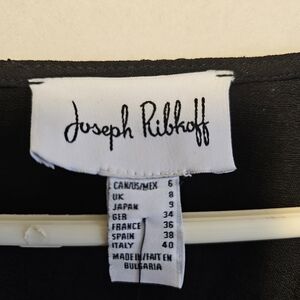 Joseph Ribkoff
CAN/US/MEX 6
UK 8
JAPAN 9
GER 34
FRANCE 36
SPAIN 38
ITALY 40
MADE IN/FAIT EN
BULGARIA